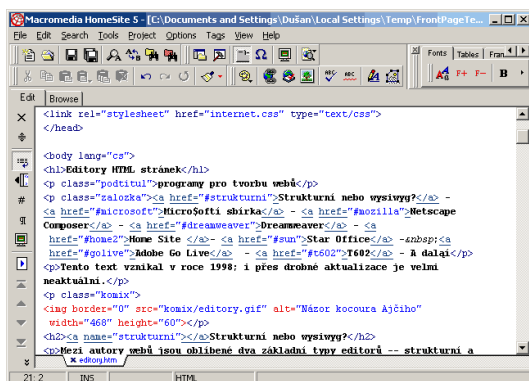 Macromedia HomeSite 5 - [C:\Documents and Settings\Dušan\Local Settings\Temp\FrontPageTe...
File Edit Search Tools Project Options Tags View Help
Fonts Tables Fran
F+ F- B
Edit Browse
<link rel="stylesheet" href="internet.css" type="text/css">
</head>
<body lang="cs">
<h1>Editory HTML stránek</h1>
<p class="podtitul">programy pro tvorbu webů</p>
<p class="zalozka"><a href="#strukturni">Strukturní nebo wysiwyg?</a> -
<a href="#microsoft">Micro$oftí sbírka</a> - <a href="#mozilla">Netscape
Composer</a> - <a href="#dreamweaver">Dreamweaver</a> - <a
href="#home2">Home Site </a>- <a href="#sun">Star Office</a> -&nbsp;<a
href="#golive">Adobe Go Live</a> - <a href="#t602">T602</a> - A další</p>
<p>Tento text vznikal v roce 1998; i přes drobné aktualizace je velmi
neaktuální.</p>
<p class="komix">
<img border="0" src="komix/editory.gif" alt="Názor kocoura Ajčího"
width="468" height="60"></p>
<h2><a name="strukturni"></a>Strukturní nebo wysiwyg?</h2>
<p>Mezi autory webů jsou oblíbené dva základní typy editorů -- strukturní a
editory.htm
21: 2 INS HTML